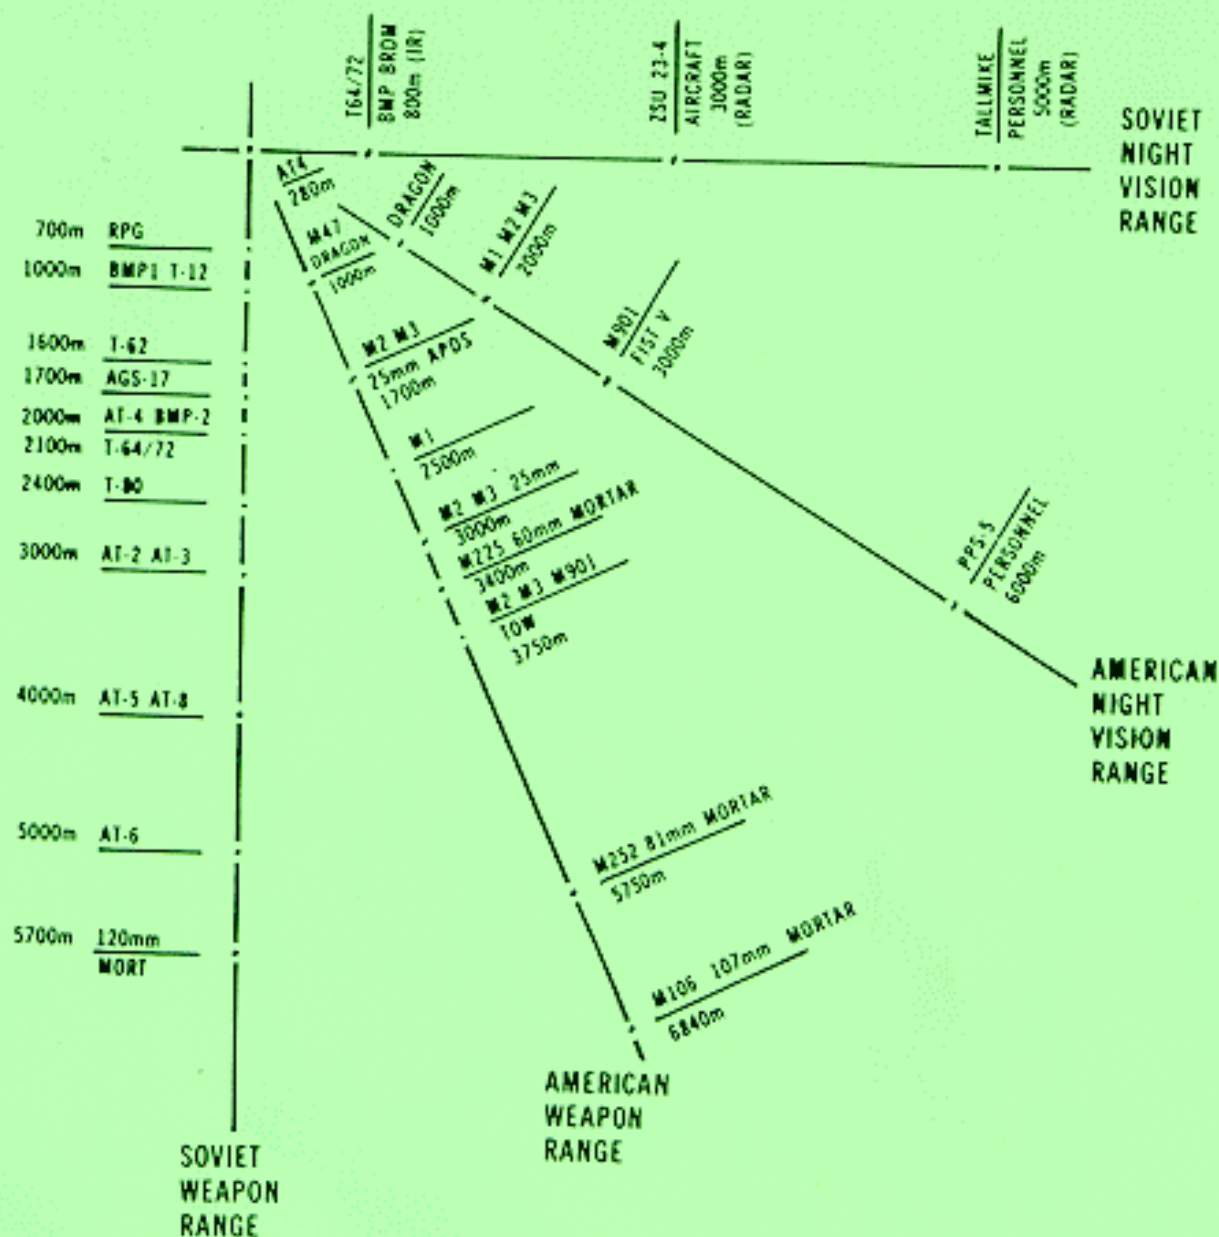 T64/72
BMP BROM
800m (IR)
ZSU 23-4
AIRCRAFT
3000m
(RADAR)
TALLMIKE
PERSONNEL
5000m
(RADAR)
SOVIET
NIGHT
VISION
RANGE
AT4
280m
DRAGON
1000m
M1 M2 M3
2000m
M901
FIST V
3000m
PPS-5
PERSONNEL
6000m
AMERICAN
NIGHT
VISION
RANGE
M47
DRAGON
1000m
M2 M3
25mm APDS
1700m
M1
2500m
M2 M3 25mm
3000m
M225 60mm MORTAR
3400m
M2 M3 M901
TOW
3750m
M252 81mm MORTAR
5750m
M106 107mm MORTAR
6840m
AMERICAN
WEAPON
RANGE
700m RPG
1000m BMP1 T-12
1600m T-62
1700m AGS-17
2000m AT-4 BMP-2
2100m T-64/72
2400m T-80
3000m AT-2 AT-3
4000m AT-5 AT-8
5000m AT-6
5700m 120mm
MORT
SOVIET
WEAPON
RANGE